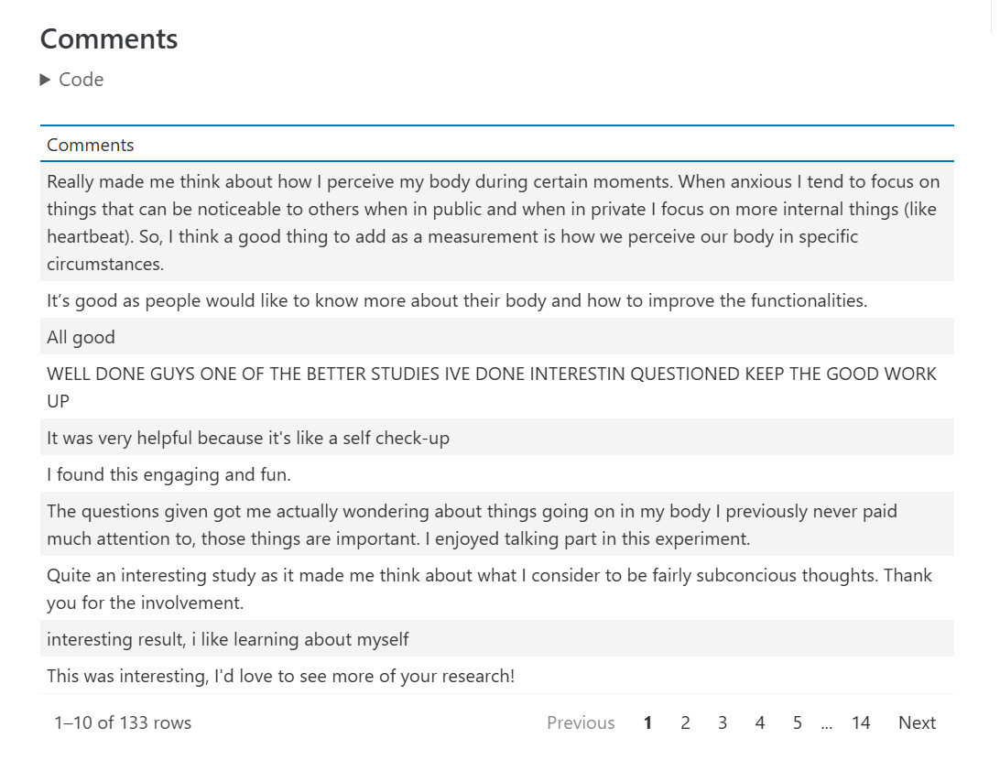 Comments
Code
Comments
Really made me think about how I perceive my body during certain moments. When anxious I tend to focus on
things that can be noticeable to others when in public and when in private I focus on more internal things (like
heartbeat). So, I think a good thing to add as a measurement is how we perceive our body in specific
circumstances.
It’s good as people would like to know more about their body and how to improve the functionalities.
All good
WELL DONE GUYS ONE OF THE BETTER STUDIES IVE DONE INTERESTIN QUESTIONED KEEP THE GOOD WORK
UP
It was very helpful because it's like a self check-up
I found this engaging and fun.
The questions given got me actually wondering about things going on in my body I previously never paid
much attention to, those things are important. I enjoyed talking part in this experiment.
Quite an interesting study as it made me think about what I consider to be fairly subconcious thoughts. Thank
you for the involvement.
interesting result, i like learning about myself
This was interesting, I'd love to see more of your research!
1–10 of 133 rows Previous 1 2 3 4 5 ... 14 Next